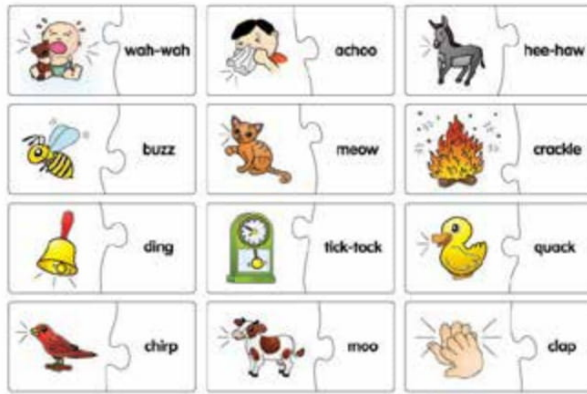 wah-wah
achoo
hee-haw
buzz
meow
crackle
ding
tick-tock
quack
chirp
moo
clap